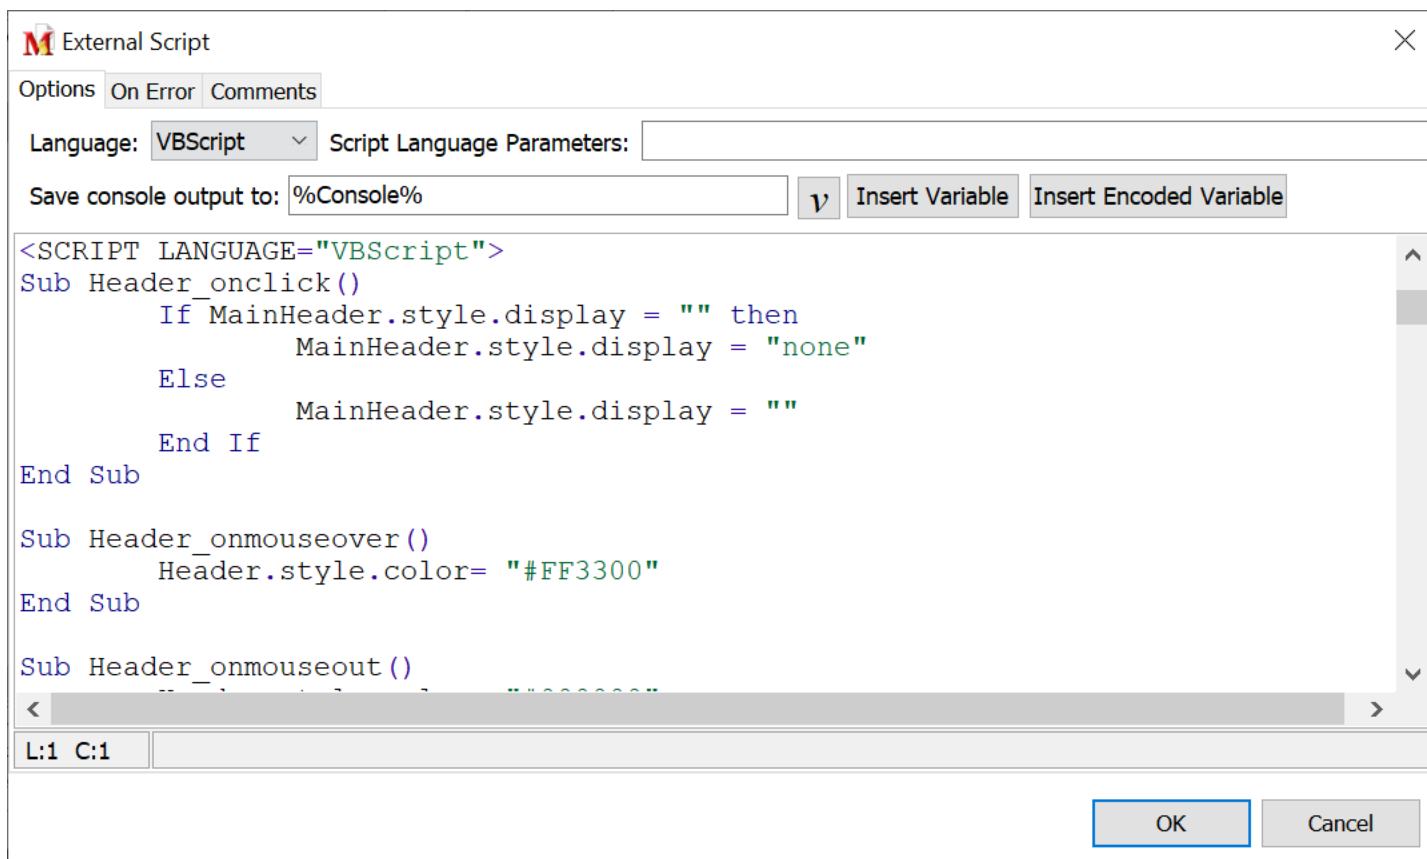 External Script
Options On Error Comments
Language: VBScript Script Language Parameters:
Save console output to: %Console% v Insert Variable Insert Encoded Variable
<SCRIPT LANGUAGE="VBScript">
Sub Header_onclick()
If MainHeader.style.display = "" then
MainHeader.style.display = "none"
Else
MainHeader.style.display = ""
End If
End Sub
Sub Header_onmouseover()
Header.style.color= "#FF3300"
End Sub
Sub Header_onmouseout()
L:1 C:1
OK Cancel